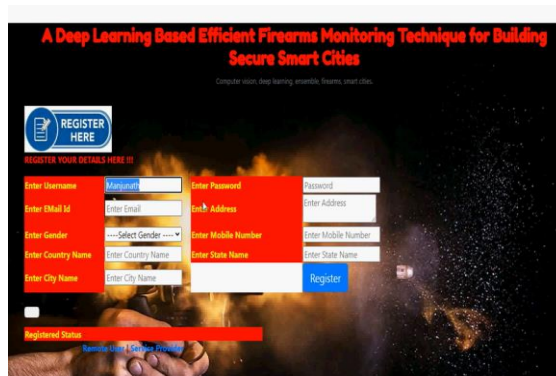 A Deep Learning Based Efficient Firearms Monitoring Technique for Building
Secure Smart Cities
Computer vision, deep learning, ensemble, firearms, smart cities.
REGISTER
HERE
REGISTER YOUR DETAILS HERE !!!
Enter Username Manjunath Enter Password Password
Enter EMail Id Enter Email Enter Address Enter Address
Enter Gender ----Select Gender ---- Enter Mobile Number Enter Mobile Number
Enter Country Name Enter Country Name Enter State Name Enter State Name
Enter City Name Enter City Name Register
Registered Status
Remote User | Service Provider